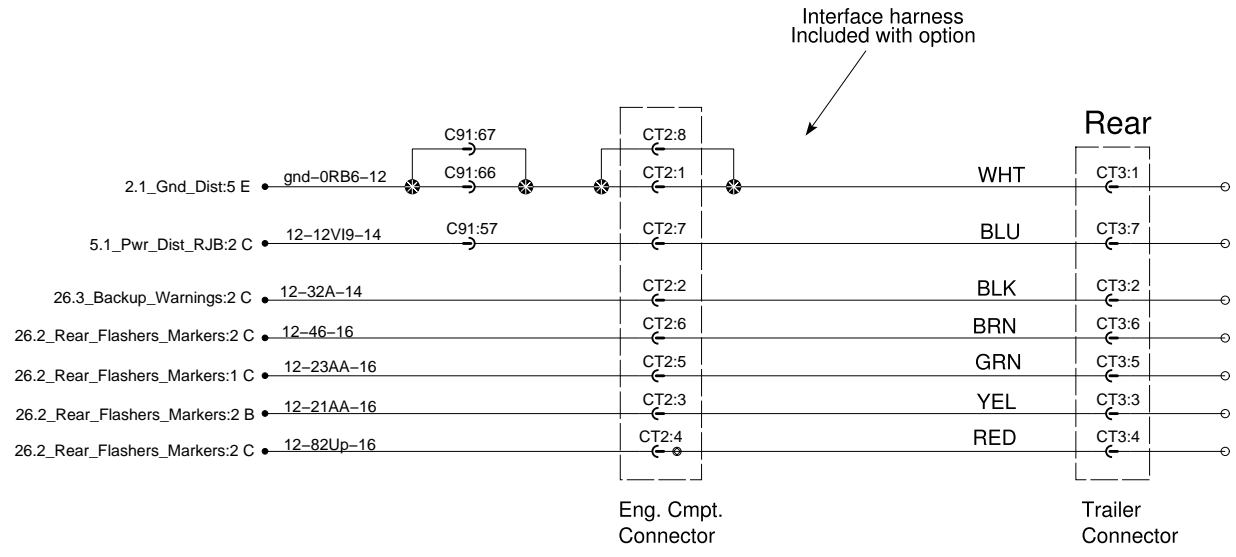 Interface harness
Included with option
Rear
C91:67
CT2:8
2.1_Gnd_Dist:5 E
gnd–0RB6–12
C91:66
CT2:1
WHT
CT3:1
5.1_Pwr_Dist_RJB:2 C
12–12VI9–14
C91:57
CT2:7
BLU
CT3:7
26.3_Backup_Warnings:2 C
12–32A–14
CT2:2
BLK
CT3:2
26.2_Rear_Flashers_Markers:2 C
12–46–16
CT2:6
BRN
CT3:6
26.2_Rear_Flashers_Markers:1 C
12–23AA–16
CT2:5
GRN
CT3:5
26.2_Rear_Flashers_Markers:2 B
12–21AA–16
CT2:3
YEL
CT3:3
26.2_Rear_Flashers_Markers:2 C
12–82Up–16
CT2:4
RED
CT3:4
Eng. Cmpt.
Connector
Trailer
Connector